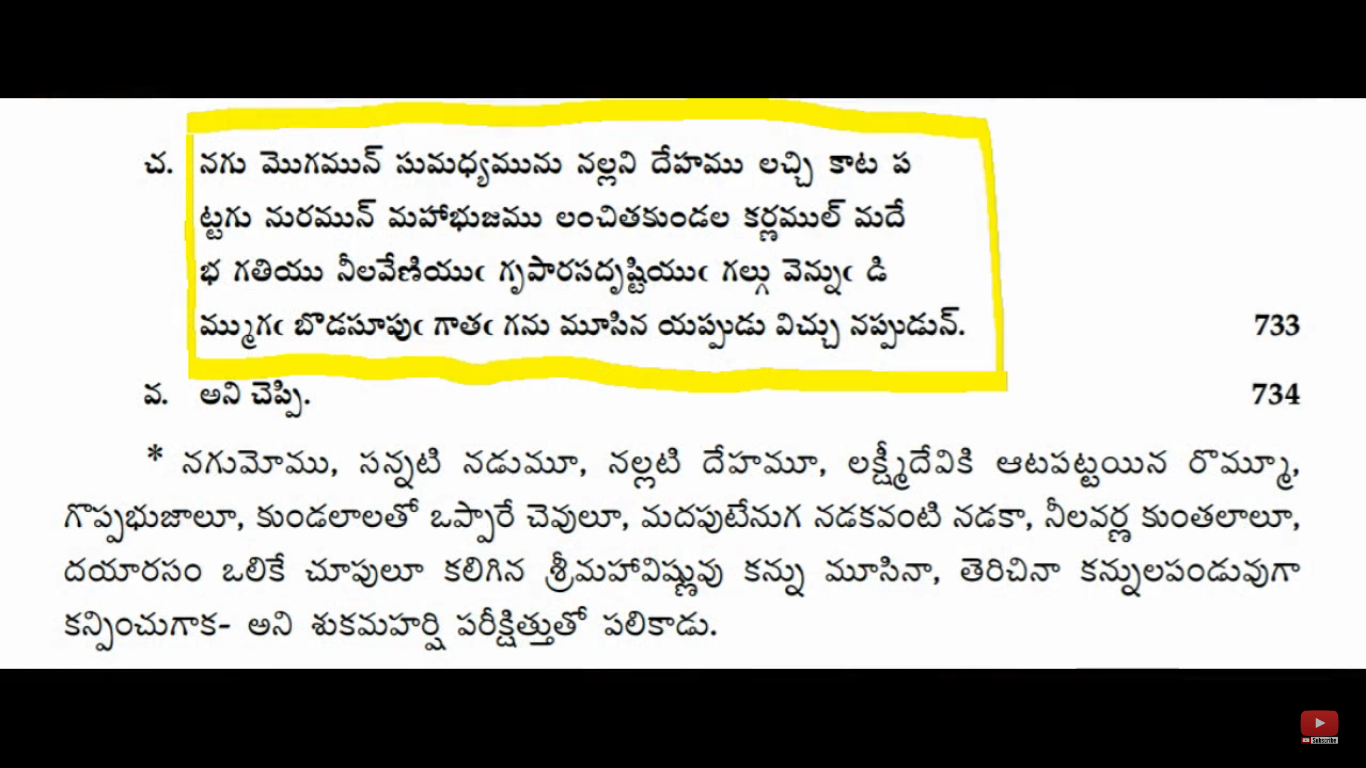 చ. నగు మొగమున్ సుమధ్యమును నల్లని దేహము లచ్చి కాట ప
ట్టగు నురమున్ మహాభుజము లంచితకుండల కర్ణముల్ మదే
భ గతియు నీలవేణియుఁ గృపారసదృష్టియుఁ గల్గు వెన్నుఁ డి
మ్ముగఁ బొడసూపుఁ గాతఁ గను మూసిన యప్పుడు విచ్చు నప్పుడున్. 733
వ. అని చెప్పి. 734
* నగుమోము, సన్నటి నడుమూ, నల్లటి దేహమూ, లక్ష్మీదేవికి ఆటపట్టయిన రొమ్మూ,
గొప్పభుజాలూ, కుండలాలతో ఒప్పారే చెవులూ, మదపుటేనుగ నడకవంటి నడకా, నీలవర్ణ కుంతలాలూ,
దయారసం ఒలికే చూపులూ కలిగిన శ్రీమహావిష్ణువు కన్ను మూసినా, తెరిచినా కన్నులపండువుగా
కన్పించుగాక- అని శుకమహర్షి పరీక్షిత్తుతో పలికాడు.
Subscribe